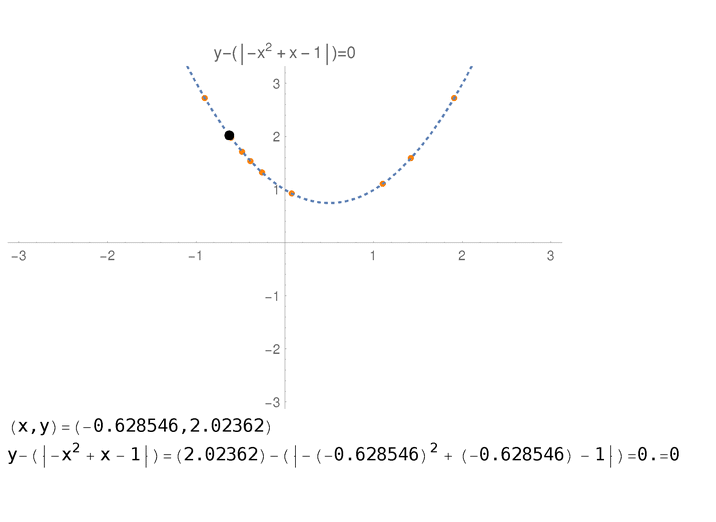 y−(|−x² + x − 1|)=0
3
2
1
−3 −2 −1 1 2 3
−1
−2
−3
(x,y)=(−0.628546,2.02362)
y−(|−x² + x − 1|)=(2.02362)−(|−(−0.628546)² + (−0.628546) − 1|)=0.=0